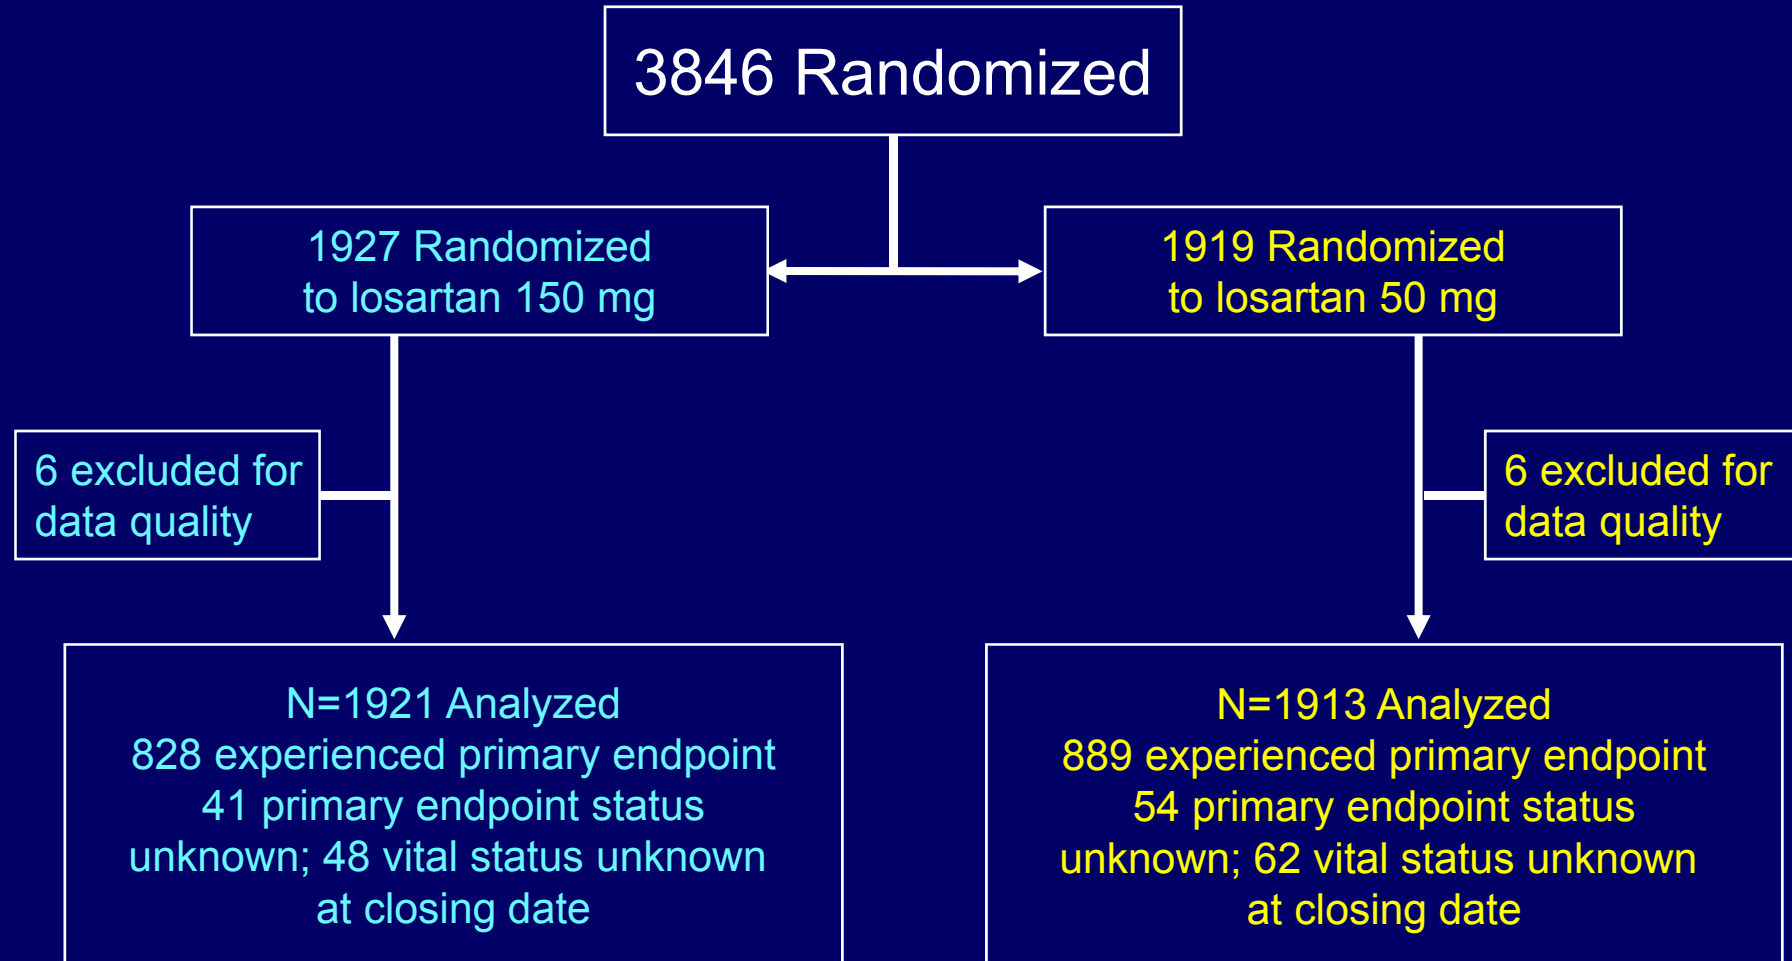 3846 Randomized
1927 Randomized
to losartan 150 mg
1919 Randomized
to losartan 50 mg
6 excluded for
data quality
6 excluded for
data quality
N=1921 Analyzed
828 experienced primary endpoint
41 primary endpoint status
unknown; 48 vital status unknown
at closing date
N=1913 Analyzed
889 experienced primary endpoint
54 primary endpoint status
unknown; 62 vital status unknown
at closing date